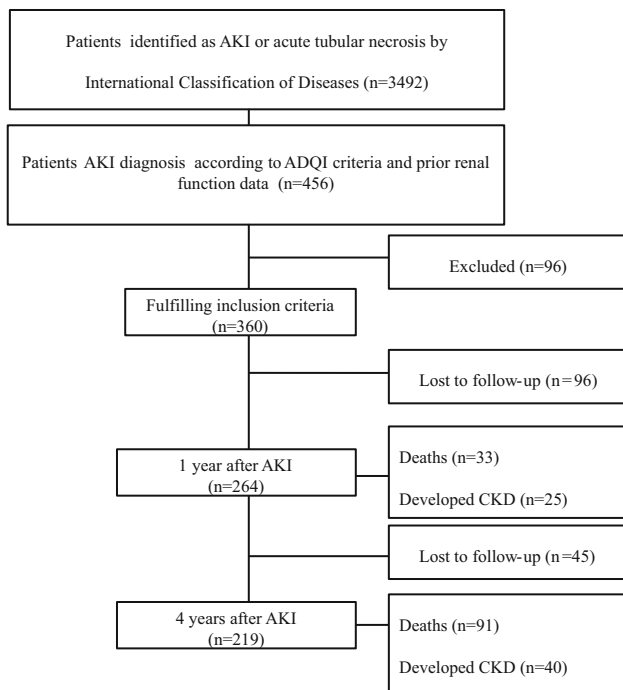 Patients identified as AKI or acute tubular necrosis by
International Classification of Diseases (n=3492)
Patients AKI diagnosis according to ADQI criteria and prior renal
function data (n=456)
Excluded (n=96)
Fulfilling inclusion criteria
(n=360)
Lost to follow-up (n=96)
1 year after AKI
(n=264)
Deaths (n=33)
Developed CKD (n=25)
Lost to follow-up (n=45)
4 years after AKI
(n=219)
Deaths (n=91)
Developed CKD (n=40)